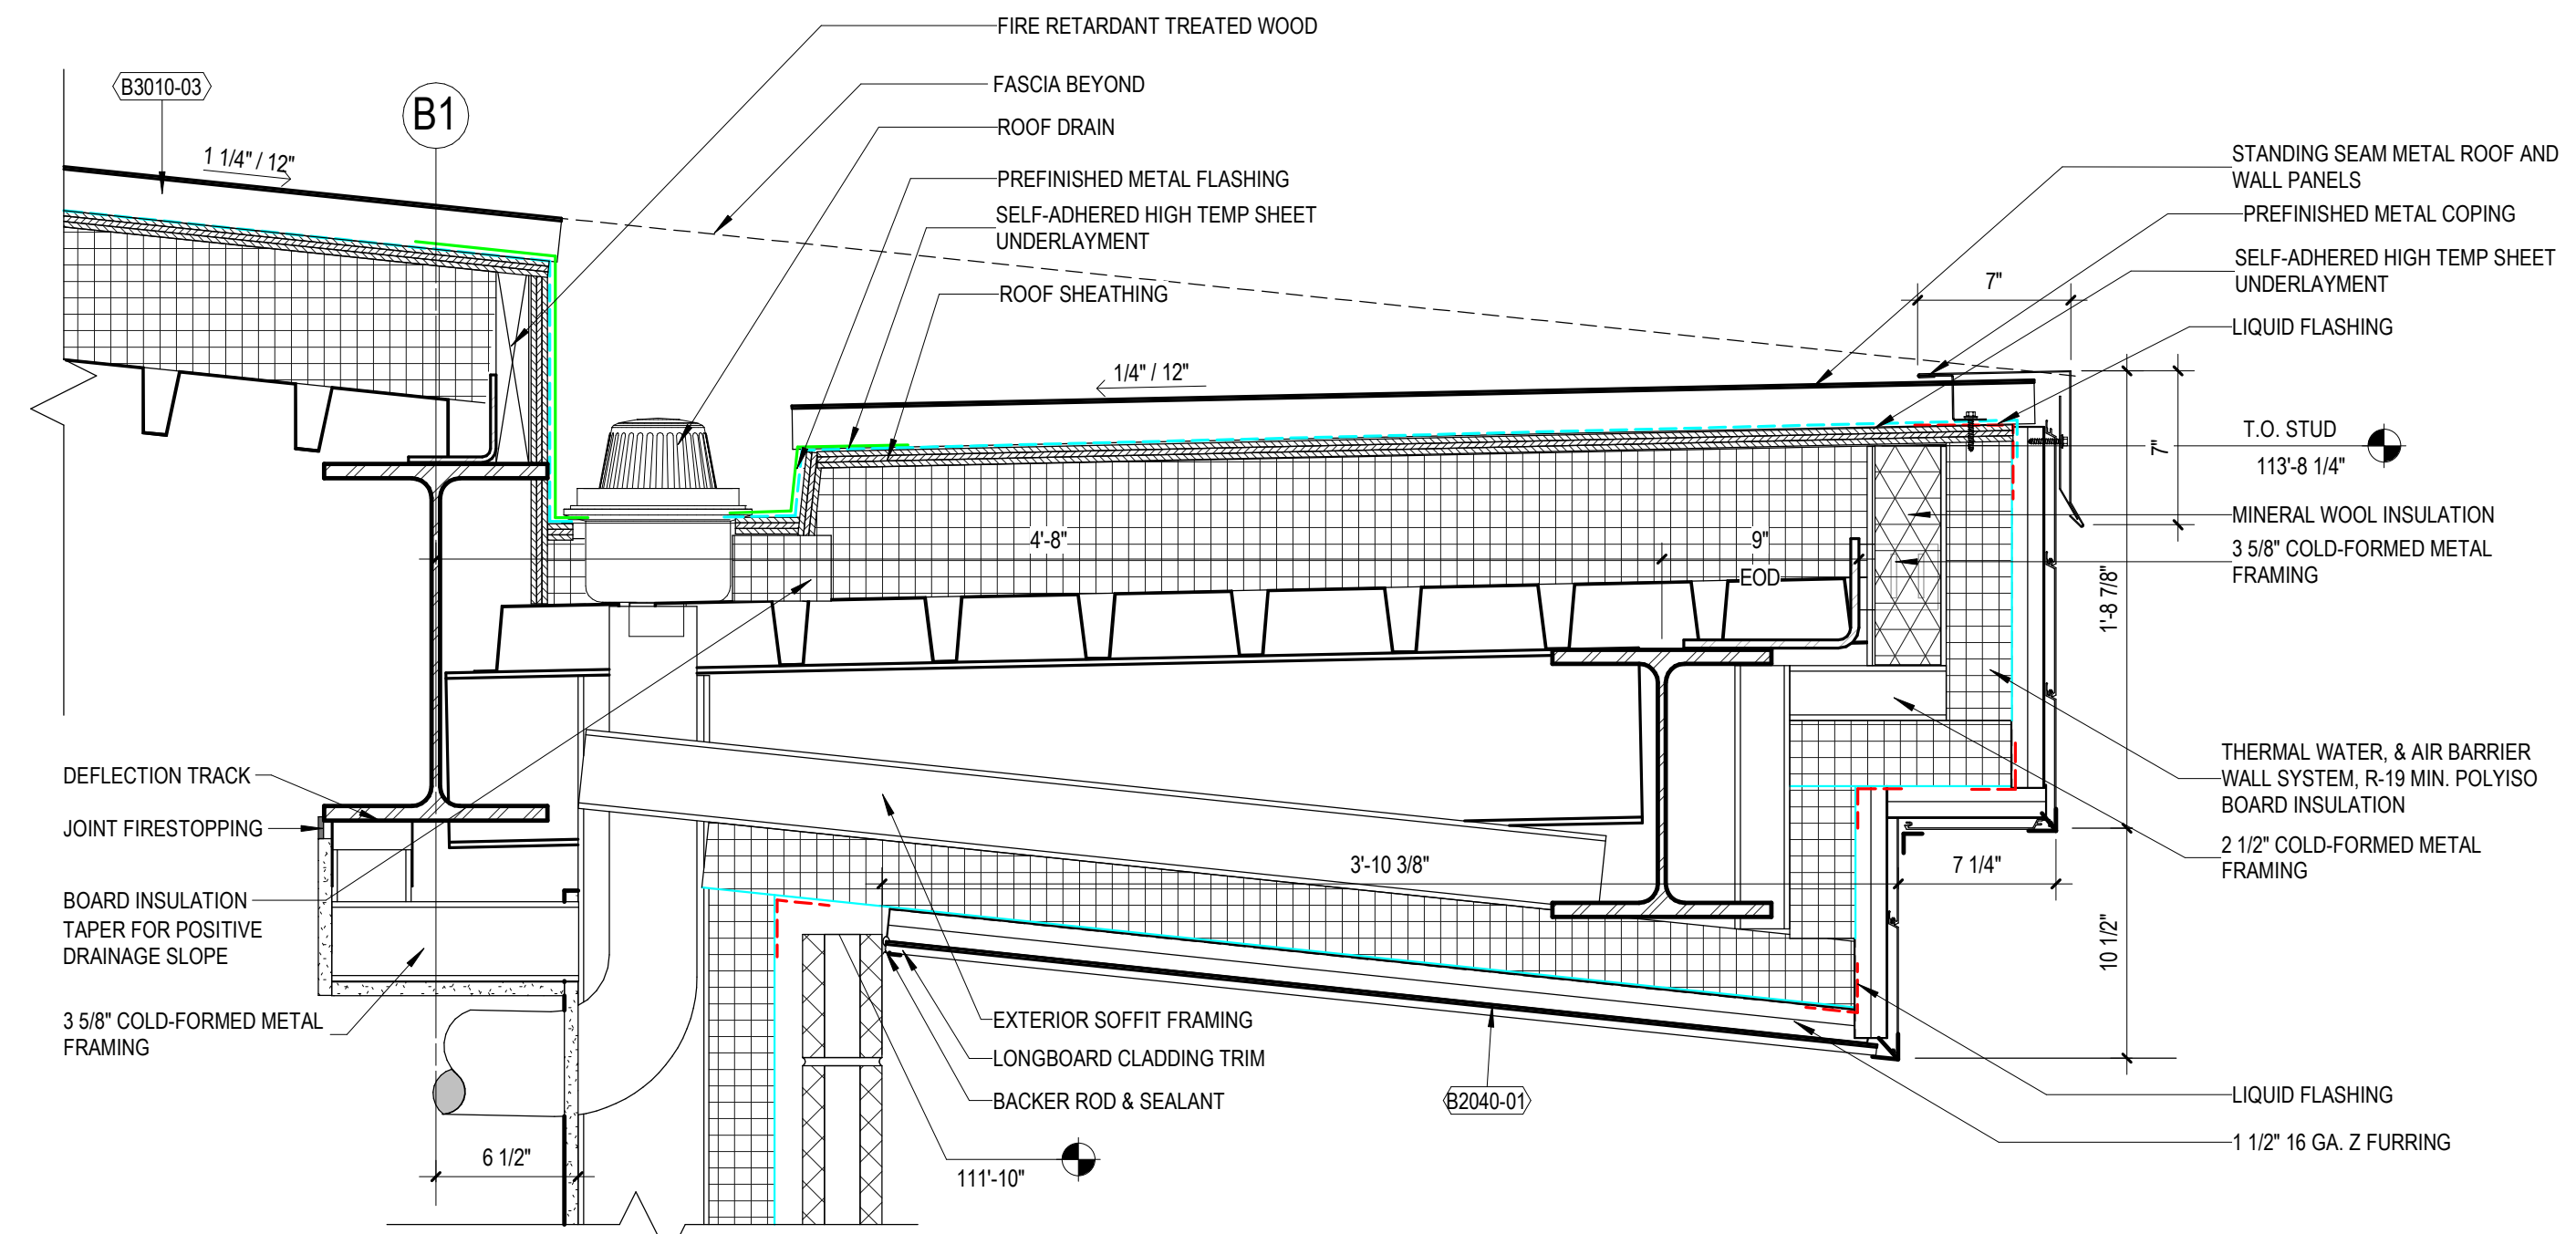 FIRE RETARDANT TREATED WOOD
FASCIA BEYOND
ROOF DRAIN
PREFINISHED METAL FLASHING
SELF-ADHERED HIGH TEMP SHEET
UNDERLAYMENT
ROOF SHEATHING
B3010-03
B1
1 1/4" / 12"
1/4" / 12"
STANDING SEAM METAL ROOF AND
WALL PANELS
PREFINISHED METAL COPING
SELF-ADHERED HIGH TEMP SHEET
UNDERLAYMENT
LIQUID FLASHING
7"
7"
T.O. STUD
113'-8 1/4"
MINERAL WOOL INSULATION
3 5/8" COLD-FORMED METAL
FRAMING
4'-8"
9"
EOD
1'-8 7/8"
THERMAL WATER, & AIR BARRIER
WALL SYSTEM, R-19 MIN. POLYISO
BOARD INSULATION
2 1/2" COLD-FORMED METAL
FRAMING
DEFLECTION TRACK
JOINT FIRESTOPPING
BOARD INSULATION
TAPER FOR POSITIVE
DRAINAGE SLOPE
3 5/8" COLD-FORMED METAL
FRAMING
3'-10 3/8"
7 1/4"
10 1/2"
EXTERIOR SOFFIT FRAMING
LONGBOARD CLADDING TRIM
BACKER ROD & SEALANT
B2040-01
LIQUID FLASHING
1 1/2" 16 GA. Z FURRING
6 1/2"
111'-10"